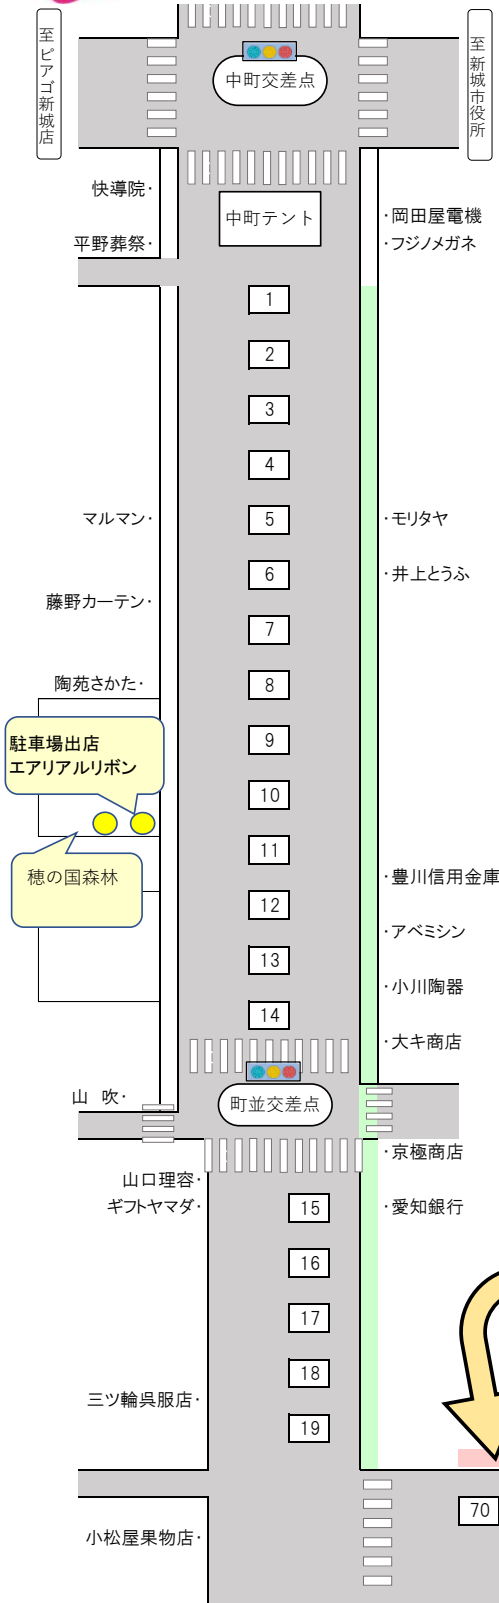 至ピアゴ新城店
中町交差点
至新城市役所
快導院・
中町テント
・岡田屋電機
平野葬祭・
・フジノメガネ
1
2
3
4
マルマン・
5
・モリタヤ
6
・井上とうふ
藤野カーテン・
7
陶苑さかた・
8
駐車場出店
エアリアルリボン
9
10
11
穂の国森林
・豊川信用金庫
12
・アベミシン
13
・小川陶器
14
・大キ商店
山 吹・
町並交差点
・京極商店
山口理容・
ギフトヤマダ・
15
・愛知銀行
16
17
18
三ツ輪呉服店・
19
70
小松屋果物店・